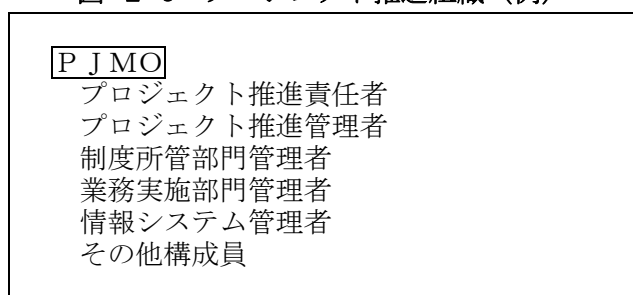 ＰＪＭＯ
プロジェクト推進責任者
プロジェクト推進管理者
制度所管部門管理者
業務実施部門管理者
情報システム管理者
その他構成員